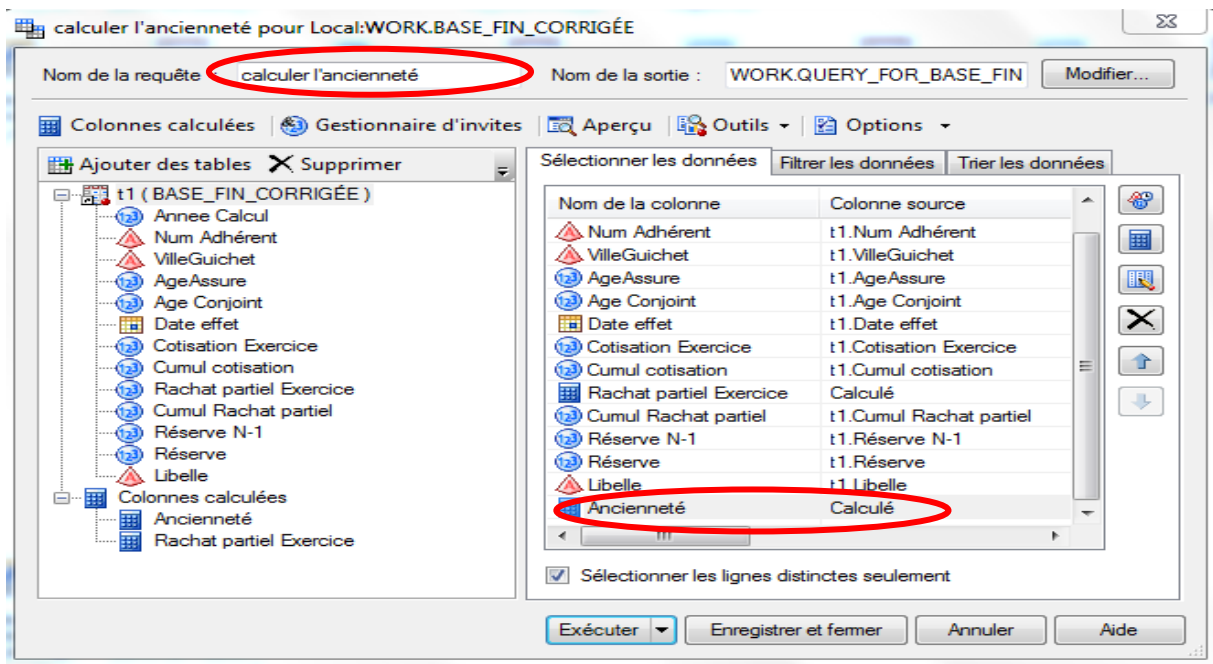 calculer l'ancienneté pour Local:WORK.BASE_FIN_CORRIGÉE
Nom de la requête : calculer l'ancienneté Nom de la sortie : WORK.QUERY_FOR_BASE_FIN Modifier...
Colonnes calculées Gestionnaire d'invites Aperçu Outils Options
Ajouter des tables Supprimer
t1 ( BASE_FIN_CORRIGÉE )
Annee Calcul
Num Adhérent
VilleGuichet
AgeAssure
Age Conjoint
Date effet
Cotisation Exercice
Cumul cotisation
Rachat partiel Exercice
Cumul Rachat partiel
Réserve N-1
Réserve
Libelle
Colonnes calculées
Ancienneté
Rachat partiel Exercice
Sélectionner les données Filtrer les données Trier les données
Nom de la colonne Colonne source
Num Adhérent t1.Num Adhérent
VilleGuichet t1.VilleGuichet
AgeAssure t1.AgeAssure
Age Conjoint t1.Age Conjoint
Date effet t1.Date effet
Cotisation Exercice t1.Cotisation Exercice
Cumul cotisation t1.Cumul cotisation
Rachat partiel Exercice Calculé
Cumul Rachat partiel t1.Cumul Rachat partiel
Réserve N-1 t1.Réserve N-1
Réserve t1.Réserve
Libelle t1.Libelle
Ancienneté Calculé
Sélectionner les lignes distinctes seulement
Exécuter Enregistrer et fermer Annuler Aide